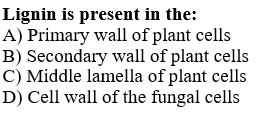 Lignin is present in the:
A) Primary wall of plant cells
B) Secondary wall of plant cells
C) Middle lamella of plant cells
D) Cell wall of the fungal cells